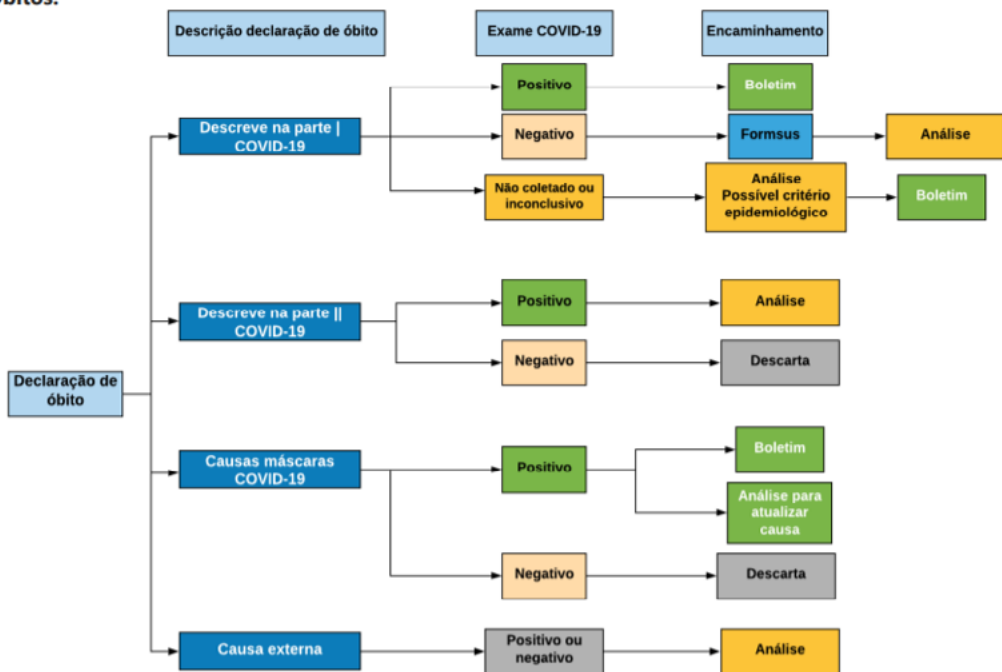 óbitos.
Descrição declaração de óbito
Exame COVID-19
Encaminhamento
Positivo
Boletim
Descreve na parte |
COVID-19
Negativo
Formsus
Análise
Não coletado ou
inconclusivo
Análise
Possível critério
epidemiológico
Boletim
Descreve na parte ||
COVID-19
Positivo
Análise
Negativo
Descarta
Declaração de
óbito
Causas máscaras
COVID-19
Positivo
Boletim
Análise para
atualizar
causa
Negativo
Descarta
Causa externa
Positivo ou
negativo
Análise